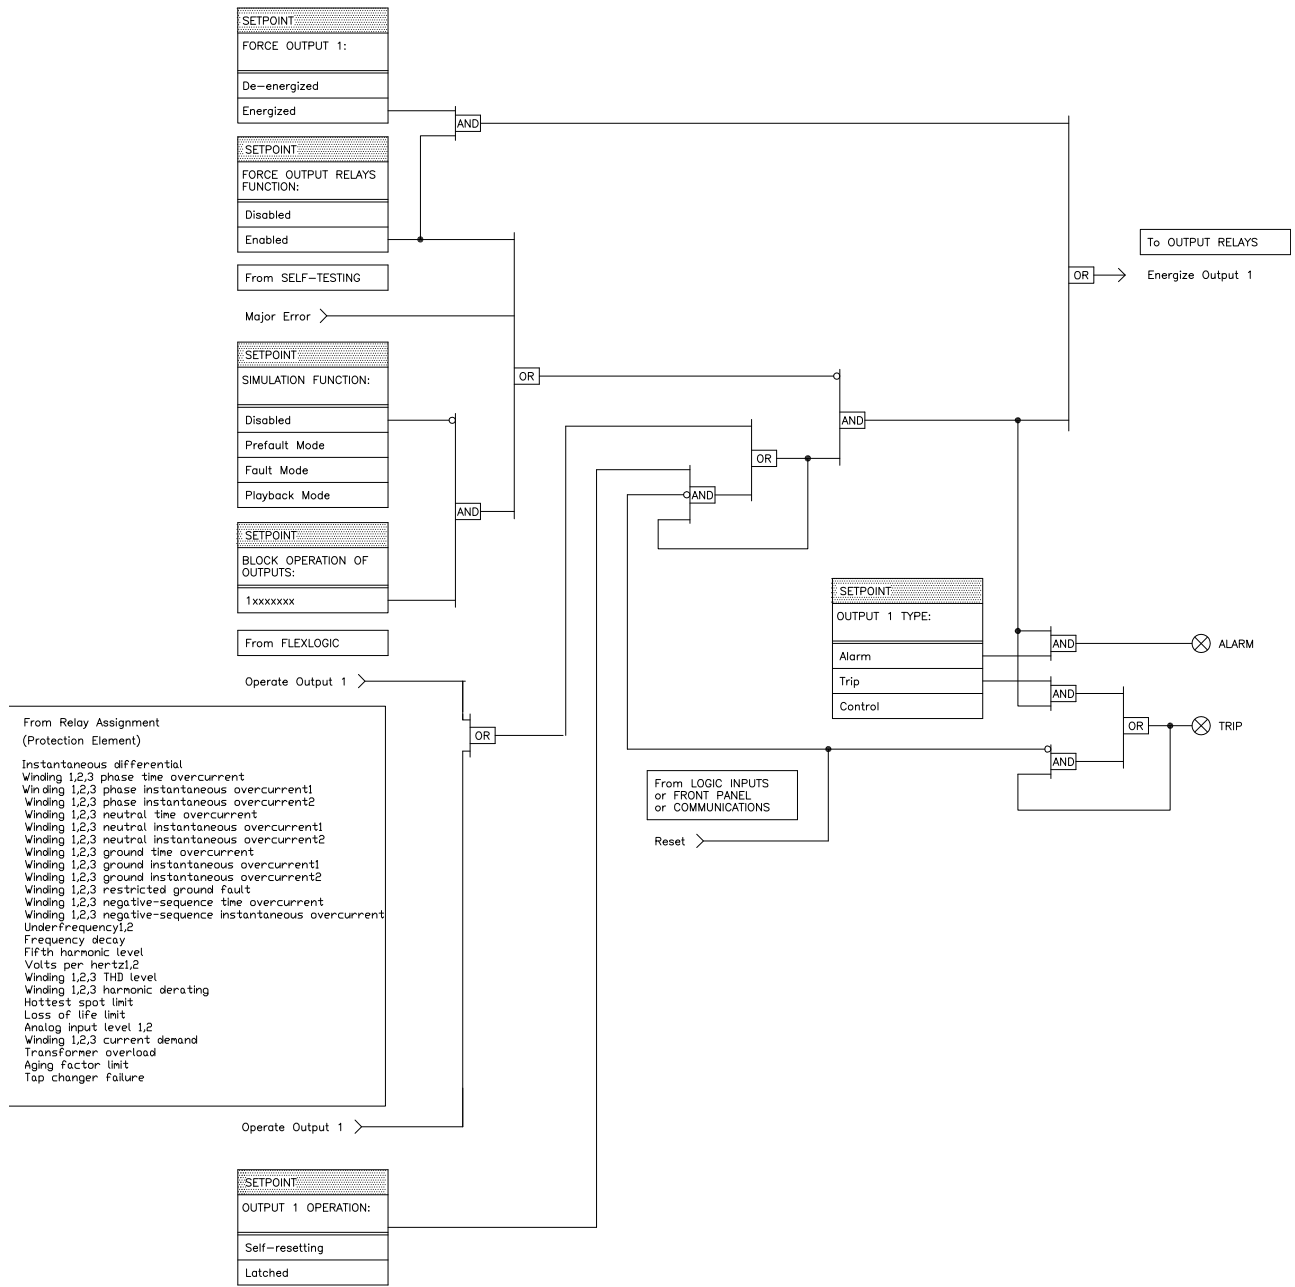 SETPOINT
FORCE OUTPUT 1:
De-energized
Energized
AND
SETPOINT
FORCE OUTPUT RELAYS
FUNCTION:
Disabled
Enabled
To OUTPUT RELAYS
OR
Energize Output 1
From SELF-TESTING
Major Error
SETPOINT
SIMULATION FUNCTION:
Disabled
Prefault Mode
Fault Mode
Playback Mode
OR
AND
OR
AND
AND
SETPOINT
BLOCK OPERATION OF
OUTPUTS:
1xxxxxxx
From FLEXLOGIC
Operate Output 1
OR
SETPOINT
OUTPUT 1 TYPE:
Alarm
Trip
Control
AND
ALARM
AND
OR
TRIP
AND
From LOGIC INPUTS
or FRONT PANEL
or COMMUNICATIONS
Reset
From Relay Assignment
(Protection Element)
Instantaneous differential
Winding 1,2,3 phase time overcurrent
Winding 1,2,3 phase instantaneous overcurrent1
Winding 1,2,3 phase instantaneous overcurrent2
Winding 1,2,3 neutral time overcurrent
Winding 1,2,3 neutral instantaneous overcurrent1
Winding 1,2,3 neutral instantaneous overcurrent2
Winding 1,2,3 ground time overcurrent
Winding 1,2,3 ground instantaneous overcurrent1
Winding 1,2,3 ground instantaneous overcurrent2
Winding 1,2,3 restricted ground fault
Winding 1,2,3 negative-sequence time overcurrent
Winding 1,2,3 negative-sequence instantaneous overcurrent
Underfrequency1,2
Frequency decay
Fifth harmonic level
Volts per hertz1,2
Winding 1,2,3 THD level
Winding 1,2,3 harmonic derating
Hottest spot limit
Loss of life limit
Analog input level 1,2
Winding 1,2,3 current demand
Transformer overload
Aging factor limit
Tap changer failure
Operate Output 1
SETPOINT
OUTPUT 1 OPERATION:
Self-resetting
Latched